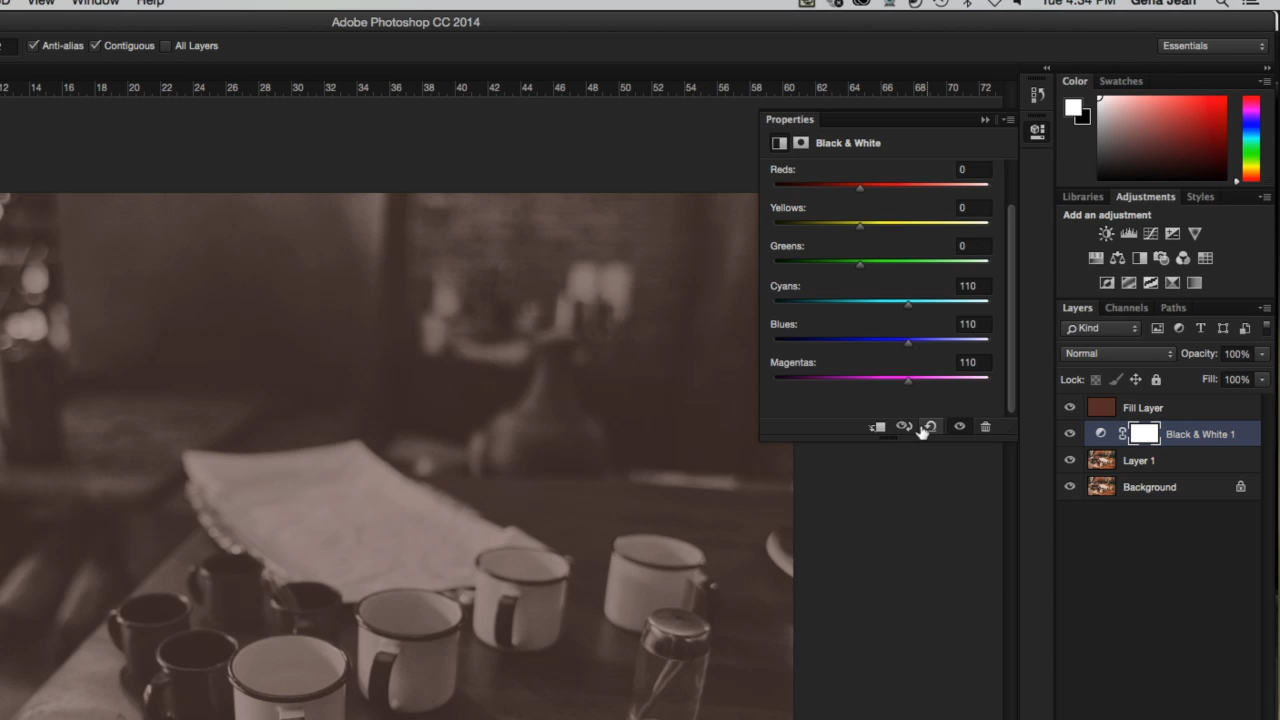 View Window Help
Tue 4:34 PM Gena Jean
Adobe Photoshop CC 2014
Anti-alias Contiguous All Layers
Essentials
12 14 16 18 20 22 24 26 28 30 32 34 36 38 40 42 44 46 48 50 52 54 56 58 60 62 64 66 68 70 72
Properties
Black & White
Reds: 0
Yellows: 0
Greens: 0
Cyans: 110
Blues: 110
Magentas: 110
Color Swatches
Libraries Adjustments Styles
Add an adjustment
Layers Channels Paths
Kind
Normal Opacity: 100%
Lock: Fill: 100%
Fill Layer
Black & White 1
Layer 1
Background